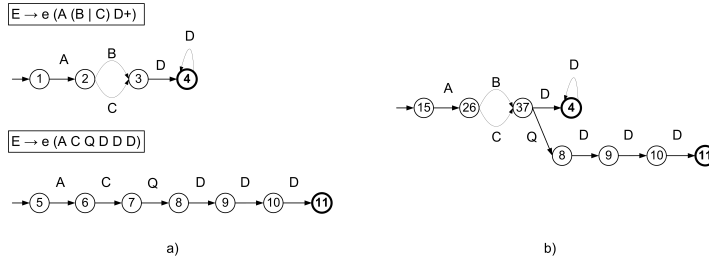 E → e (A (B | C) D+)
D
A B D
1 2 3 4
C
E → e (A C Q D D D)
A C Q D D D
5 6 7 8 9 10 11
a)
D
A B D
15 26 37 4
C Q D D D
8 9 10 11
b)